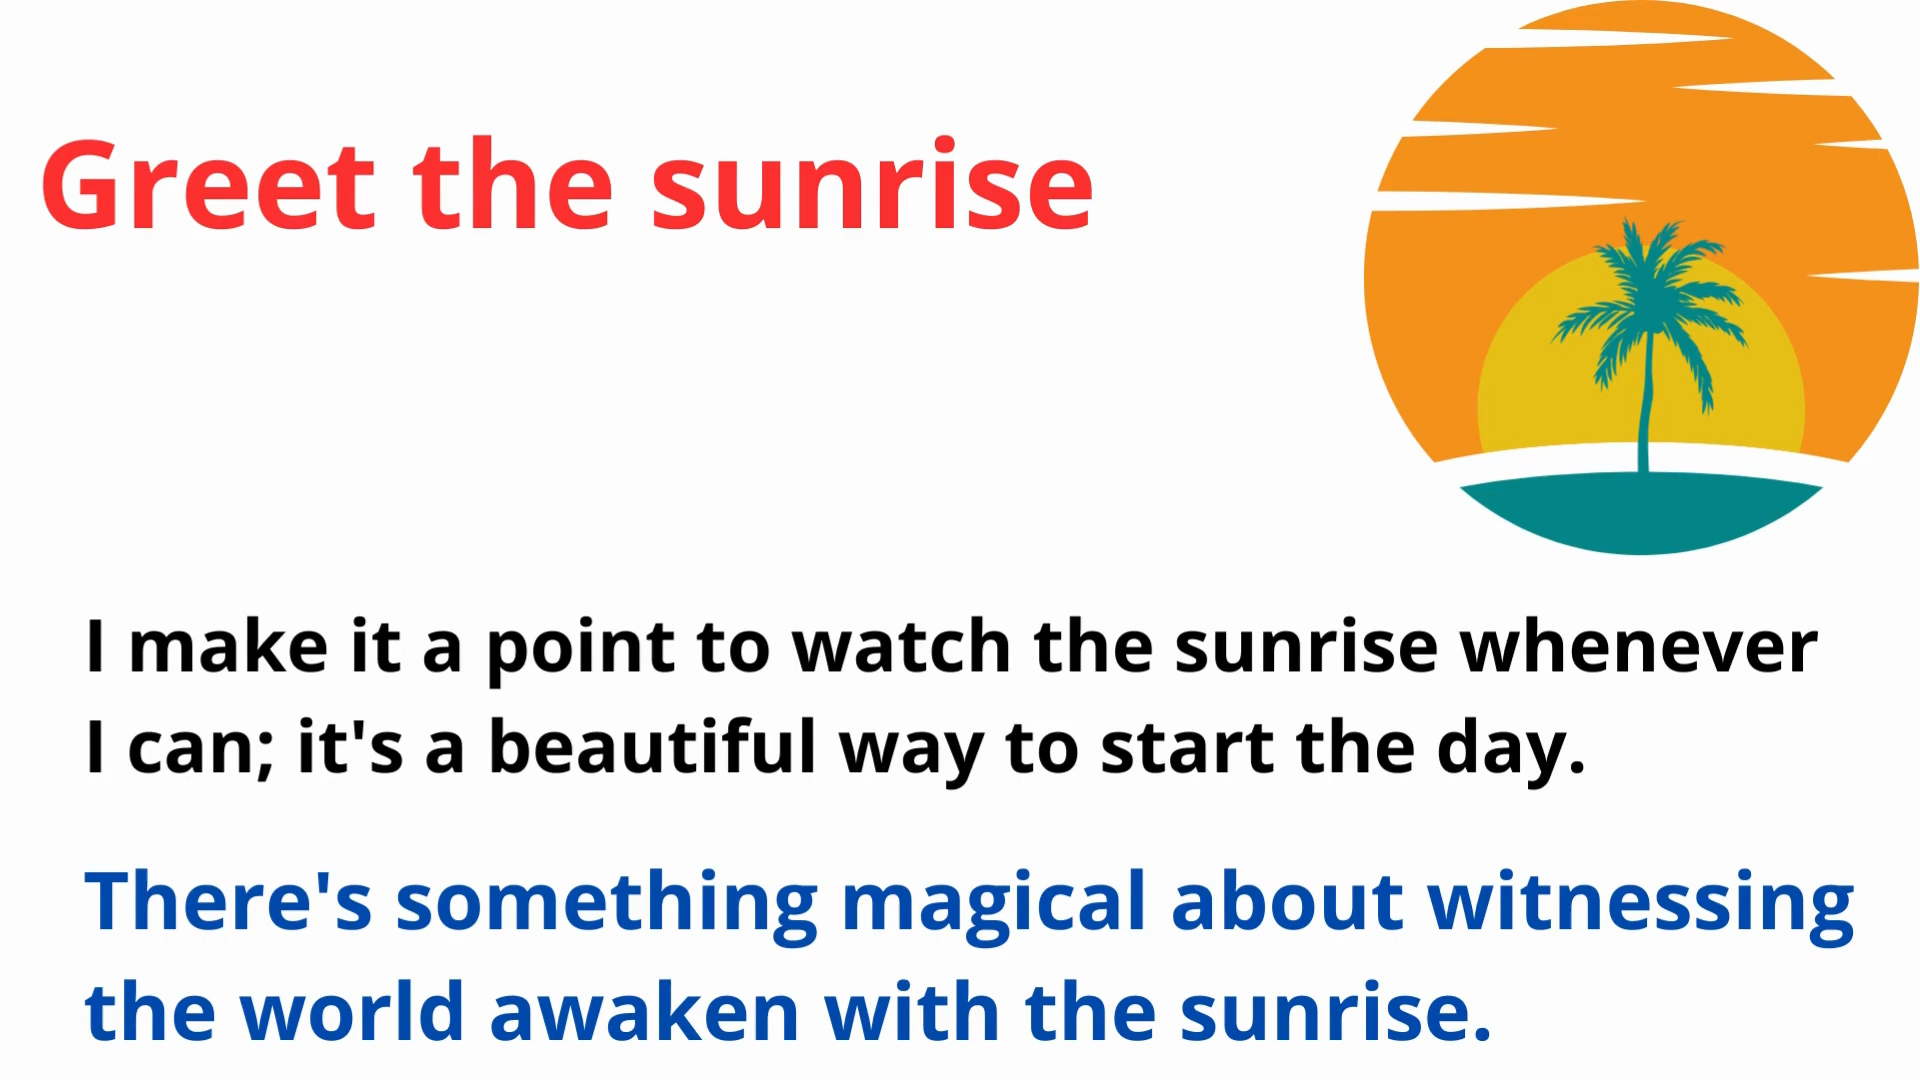 Greet the sunrise
I make it a point to watch the sunrise whenever
I can; it's a beautiful way to start the day.
There's something magical about witnessing
the world awaken with the sunrise.